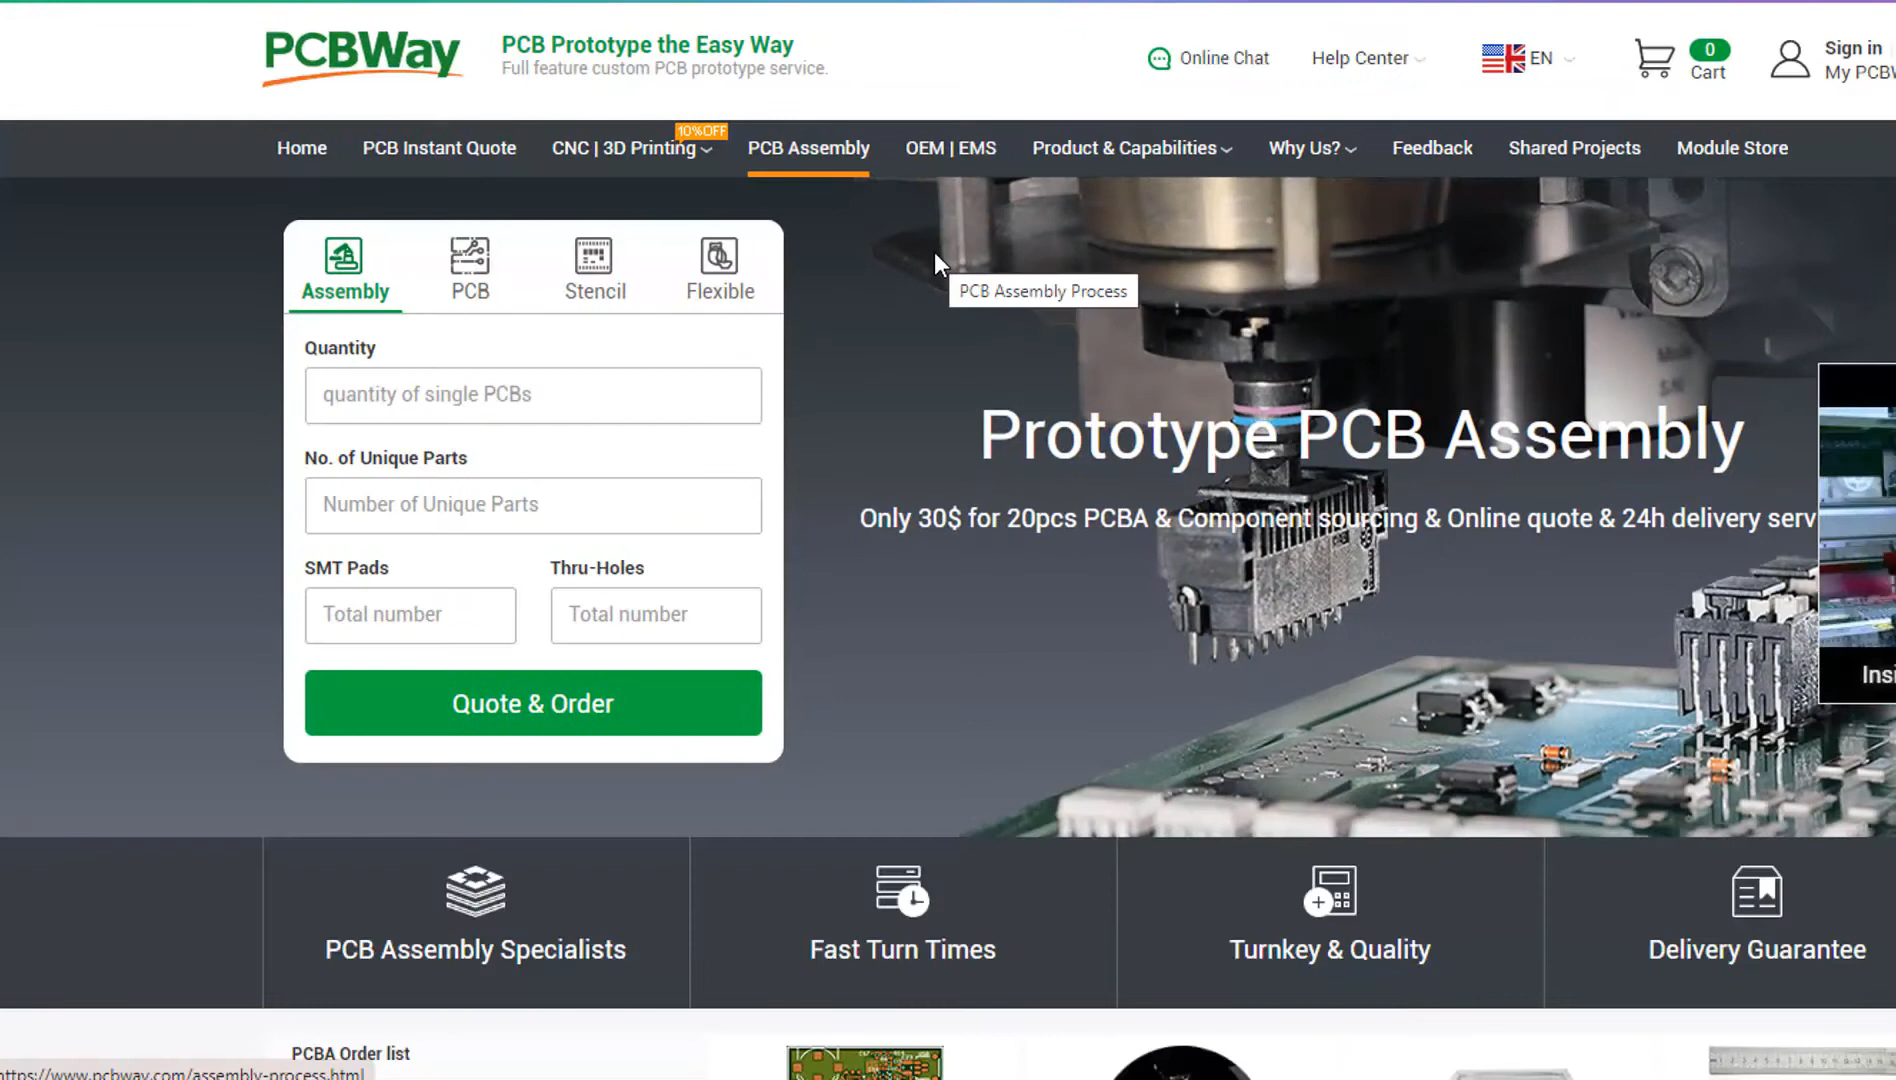 PCBWay
PCB Prototype the Easy Way
Full feature custom PCB prototype service.
Online Chat
Help Center
EN
0
Cart
Sign in
My PCBW
Home
PCB Instant Quote
CNC | 3D Printing
10%OFF
PCB Assembly
OEM | EMS
Product & Capabilities
Why Us?
Feedback
Shared Projects
Module Store
Assembly
PCB
Stencil
Flexible
PCB Assembly Process
Quantity
quantity of single PCBs
No. of Unique Parts
Number of Unique Parts
SMT Pads
Thru-Holes
Total number
Total number
Quote & Order
Prototype PCB Assembly
Only 30$ for 20pcs PCBA & Component sourcing & Online quote & 24h delivery serv
Insi
PCB Assembly Specialists
Fast Turn Times
Turnkey & Quality
Delivery Guarantee
PCBA Order list
https://www.pcbway.com/assembly-process.html